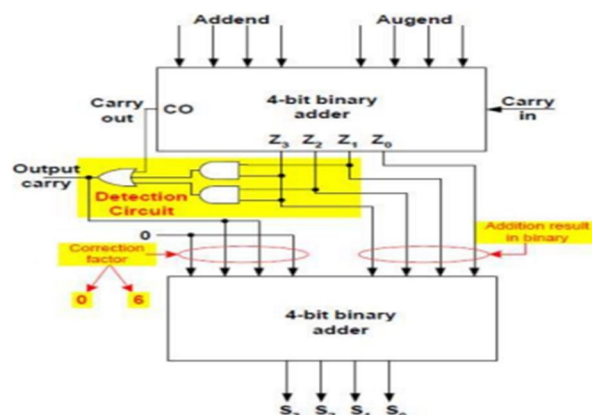 Addend
Augend
4-bit binary
adder
Carry
out
CO
Carry
in
Z3 Z2 Z1 Z0
Output
carry
Detection
Circuit
0
Correction
factor
Addition result
in binary
0
6
4-bit binary
adder